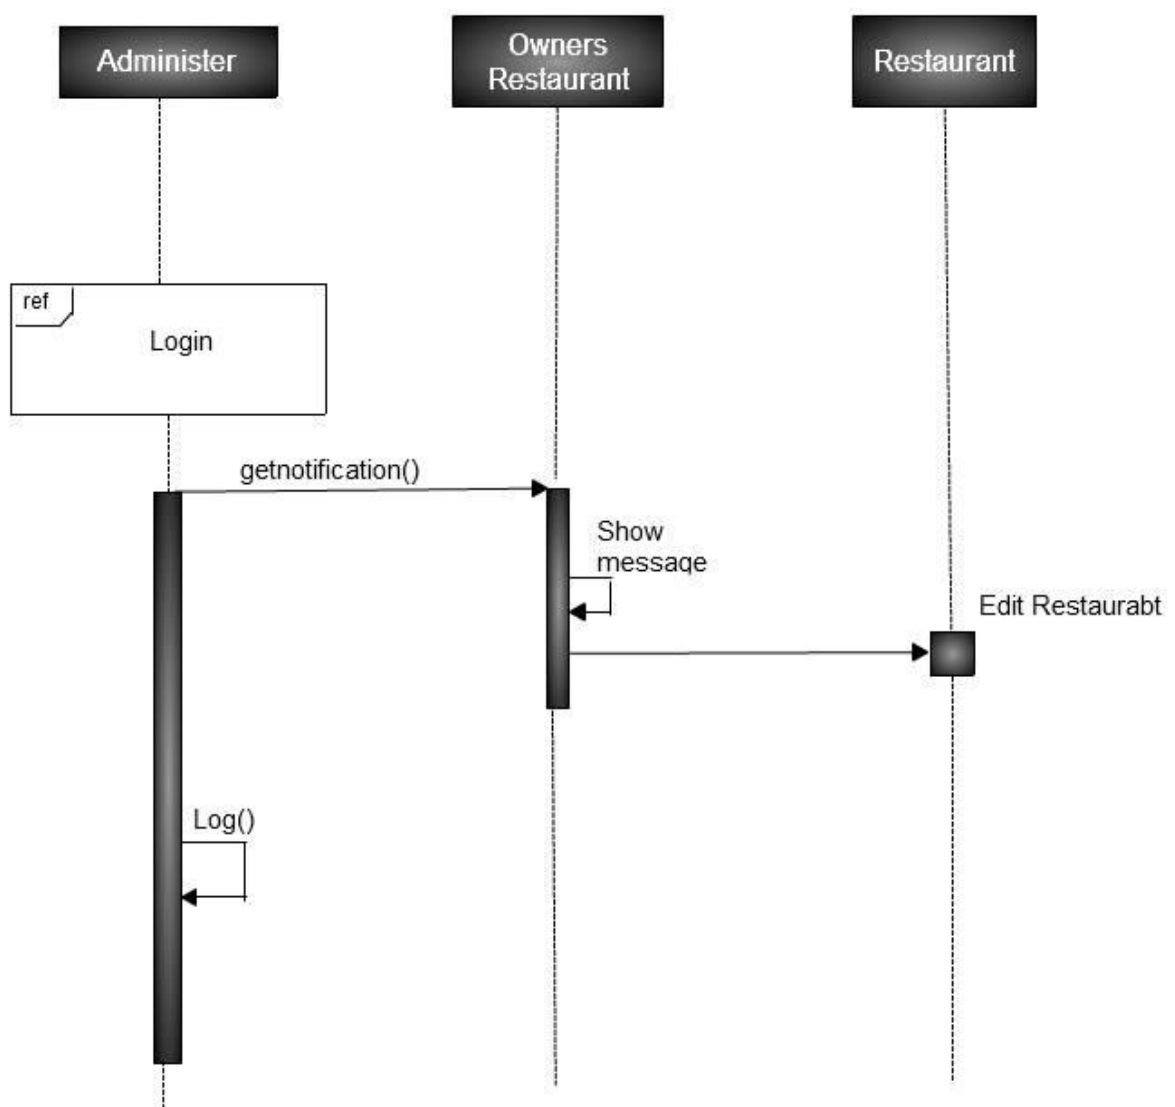 Administer
Owners
Restaurant
Restaurant
ref
Login
getnotification()
Show
message
Edit Restaurabt
Log()